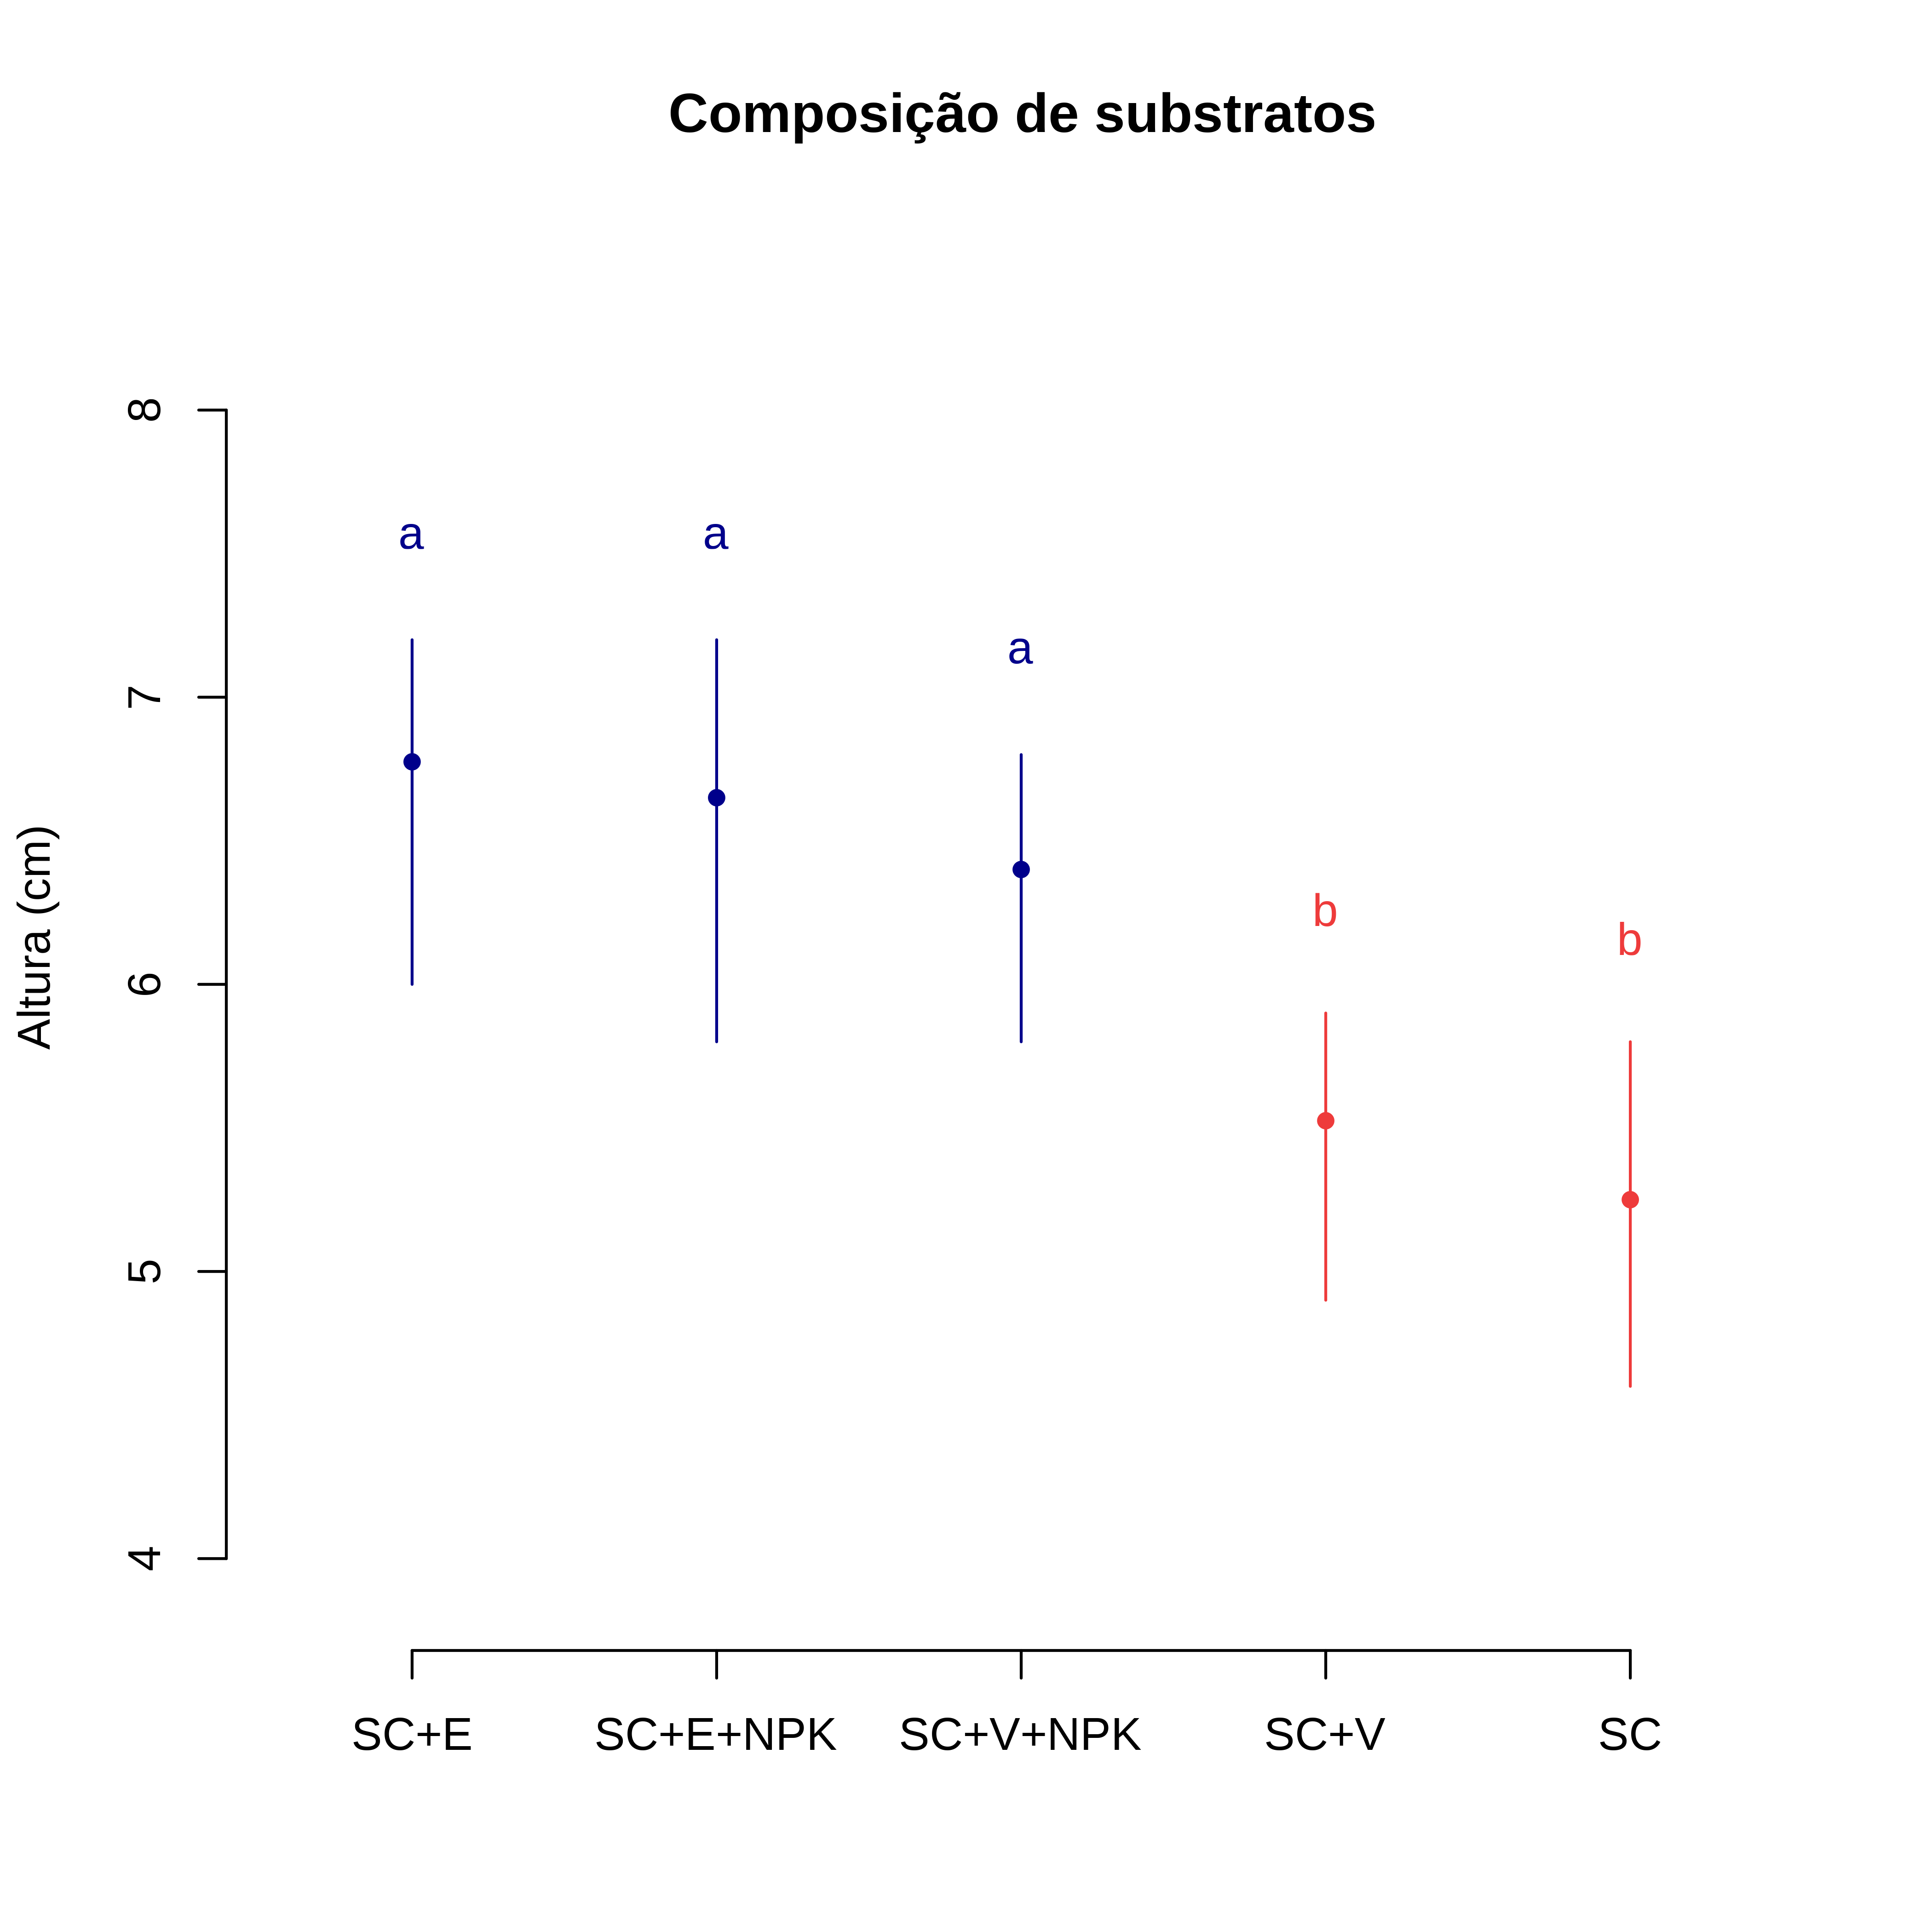 Composição de substratos
Altura (cm)
8
7
6
5
4
a
a
a
b
b
SC+E
SC+E+NPK
SC+V+NPK
SC+V
SC